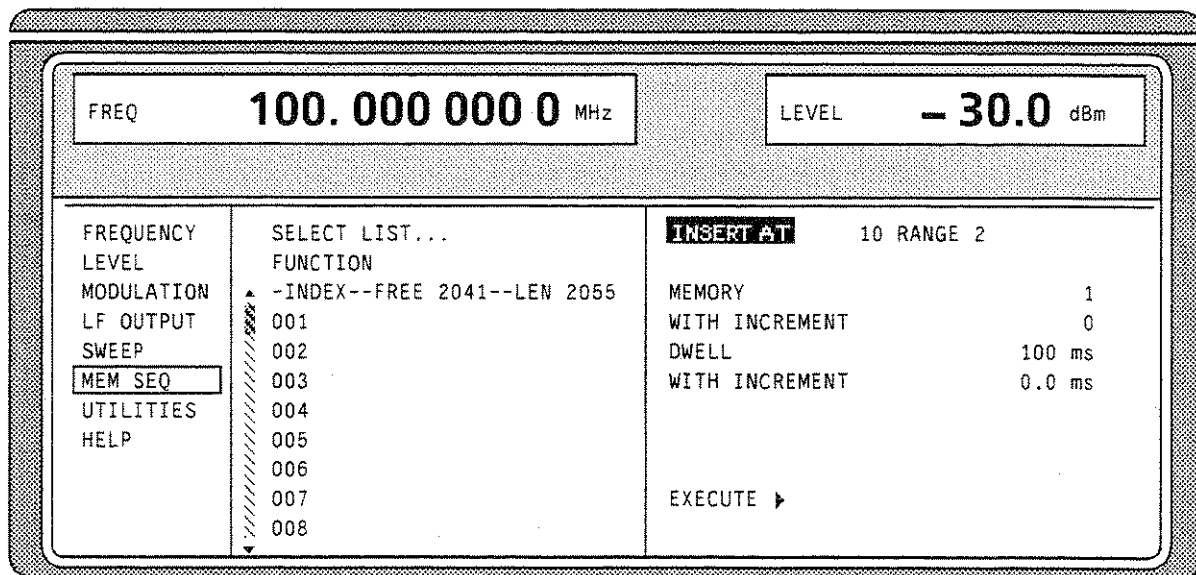 FREQ 100. 000 000 0 MHz
LEVEL – 30.0 dBm
FREQUENCY
LEVEL
MODULATION
LF OUTPUT
SWEEP
MEM SEQ
UTILITIES
HELP
SELECT LIST...
FUNCTION
-INDEX--FREE 2041--LEN 2055
001
002
003
004
005
006
007
008
INSERT AT 10 RANGE 2
MEMORY 1
WITH INCREMENT 0
DWELL 100 ms
WITH INCREMENT 0.0 ms
EXECUTE